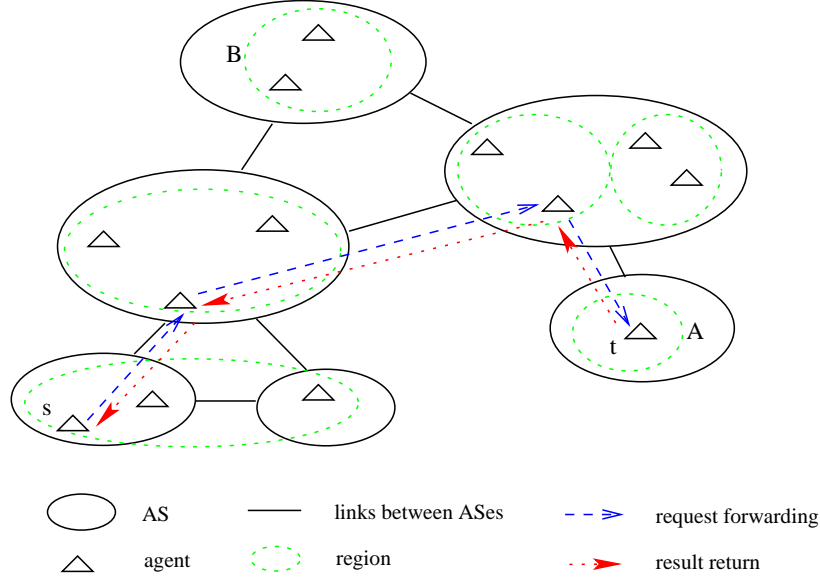 B
A
t
s
AS
links between ASes
request forwarding
agent
region
result return